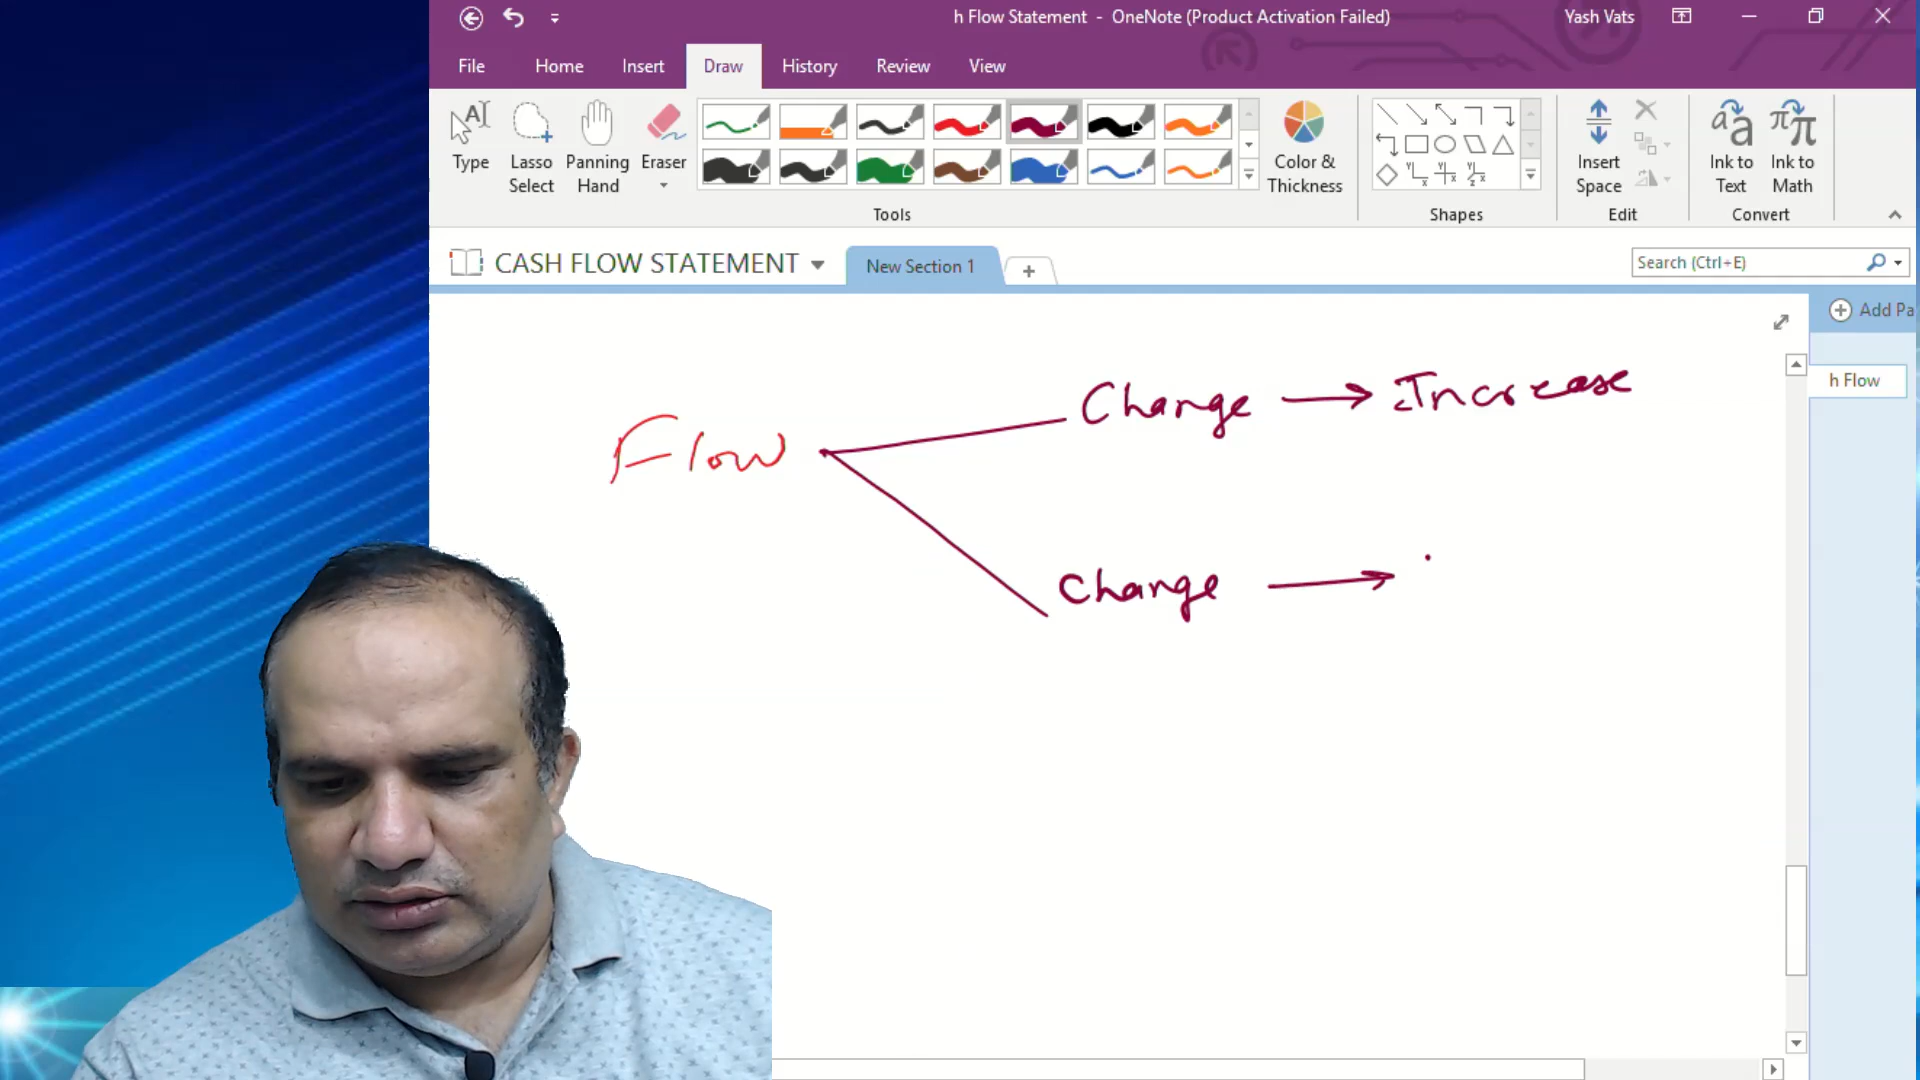 h Flow Statement - OneNote (Product Activation Failed)
Yash Vats
File Home Insert Draw History Review View
Type
Lasso Select
Panning Hand
Eraser
Color & Thickness
Insert Space
Ink to Text
Ink to Math
Tools
Shapes
Edit
Convert
CASH FLOW STATEMENT
New Section 1
Search (Ctrl+E)
Add Pa
h Flow
Change → Increase
Flow
Change →